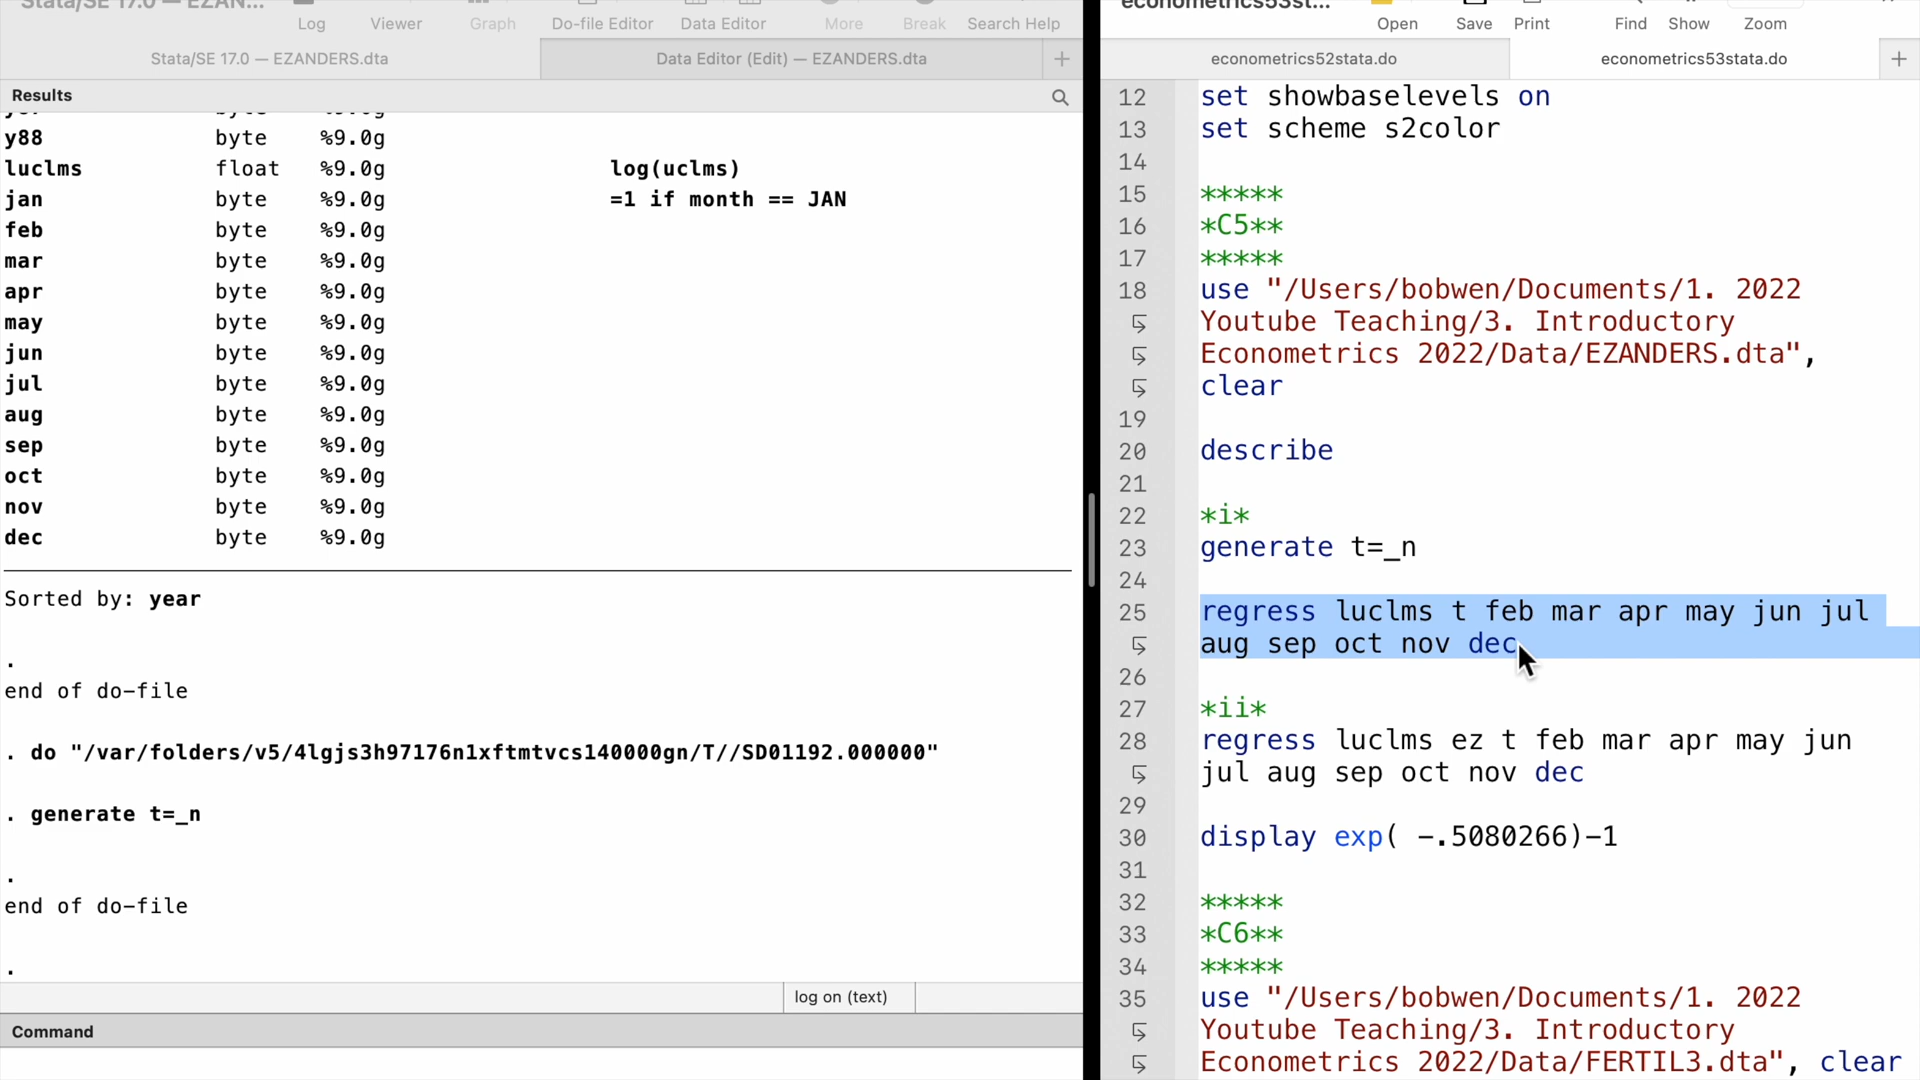 Stata/SE 17.0 — EZAN...
Log
Viewer
Graph
Do-file Editor
Data Editor
More
Break
Search Help
Stata/SE 17.0 — EZANDERS.dta
Data Editor (Edit) — EZANDERS.dta
Results
y88 byte %9.0g
luclms float %9.0g log(uclms)
jan byte %9.0g =1 if month == JAN
feb byte %9.0g
mar byte %9.0g
apr byte %9.0g
may byte %9.0g
jun byte %9.0g
jul byte %9.0g
aug byte %9.0g
sep byte %9.0g
oct byte %9.0g
nov byte %9.0g
dec byte %9.0g
Sorted by: year
.
end of do-file
. do "/var/folders/v5/4lgjs3h97176n1xftmtvcs140000gn/T//SD01192.000000"
. generate t=_n
.
end of do-file
.
log on (text)
Command
econometrics53st...
Open
Save
Print
Find
Show
Zoom
econometrics52stata.do
econometrics53stata.do
12 set showbaselevels on
13 set scheme s2color
14
15 *****
16 *C5**
17 *****
18 use "/Users/bobwen/Documents/1. 2022
Youtube Teaching/3. Introductory
Econometrics 2022/Data/EZANDERS.dta",
clear
19
20 describe
21
22 *i*
23 generate t=_n
24
25 regress luclms t feb mar apr may jun jul
aug sep oct nov dec
26
27 *ii*
28 regress luclms ez t feb mar apr may jun
jul aug sep oct nov dec
29
30 display exp( -.5080266)-1
31
32 *****
33 *C6**
34 *****
35 use "/Users/bobwen/Documents/1. 2022
Youtube Teaching/3. Introductory
Econometrics 2022/Data/FERTIL3.dta", clear